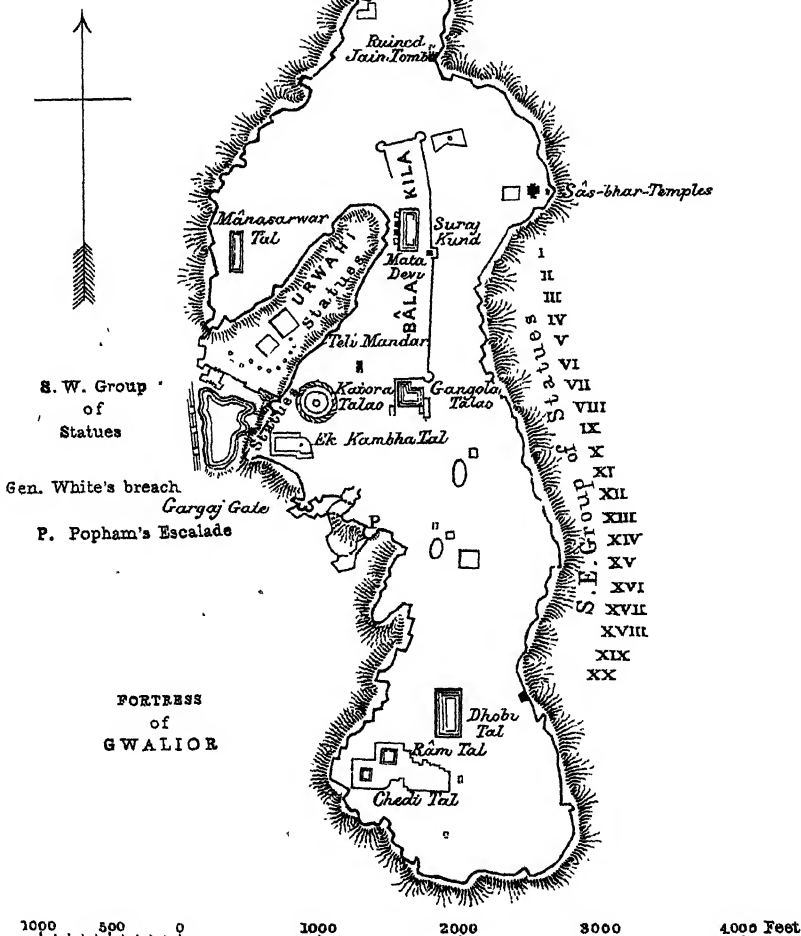 Ruined
Jain Tomb
BÂLA KILA
Sâs-bhar-Temples
Mânasarwar
Tal
Suraj
Kund
Mata
Devi
URWAHI
Statues
Teli Mandar
S. W. Group
of
Statues
Katora
Talao
Gangola
Talao
Statues
Ek Kambha Tal
Gen. White's breach
Gargaj Gate
P. Popham's Escalade
P
S. E. Group of Statues
I
II
III
IV
V
VI
VII
VIII
IX
X
XI
XII
XIII
XIV
XV
XVI
XVII
XVIII
XIX
XX
FORTRESS
of
GWALIOR
Dhobi
Tal
Râm Tal
Chedi Tal
1000 500 0 1000 2000 3000 4000 Feet